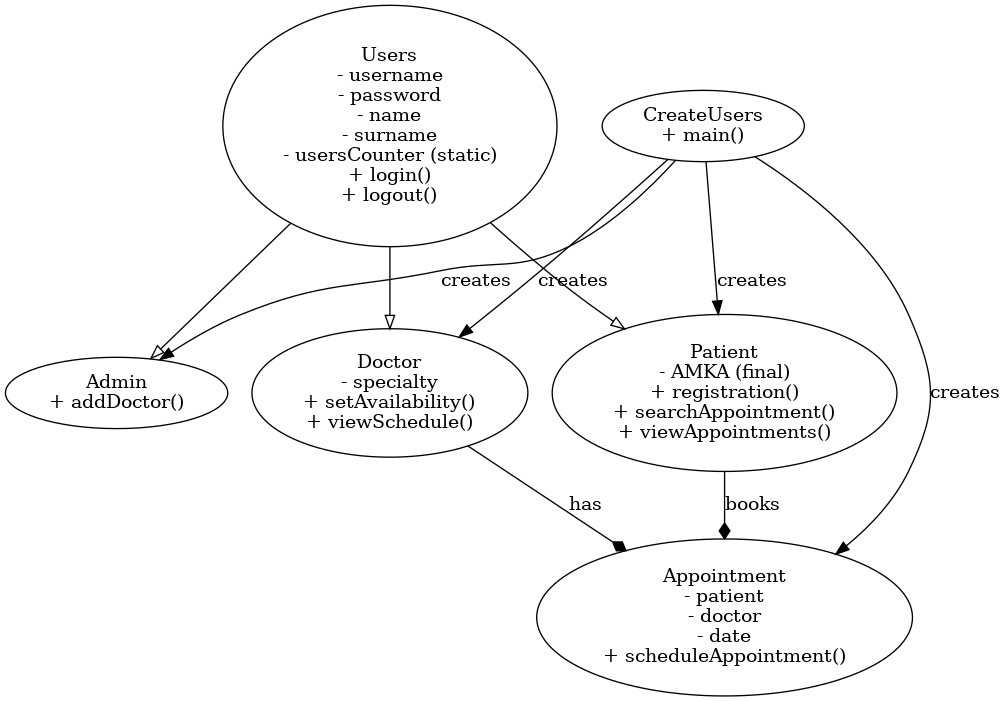 Users
- username
- password
- name
- surname
- usersCounter (static)
+ login()
+ logout()
CreateUsers
+ main()
creates
creates
creates
creates
Admin
+ addDoctor()
Doctor
- specialty
+ setAvailability()
+ viewSchedule()
Patient
- AMKA (final)
+ registration()
+ searchAppointment()
+ viewAppointments()
has
books
Appointment
- patient
- doctor
- date
+ scheduleAppointment()